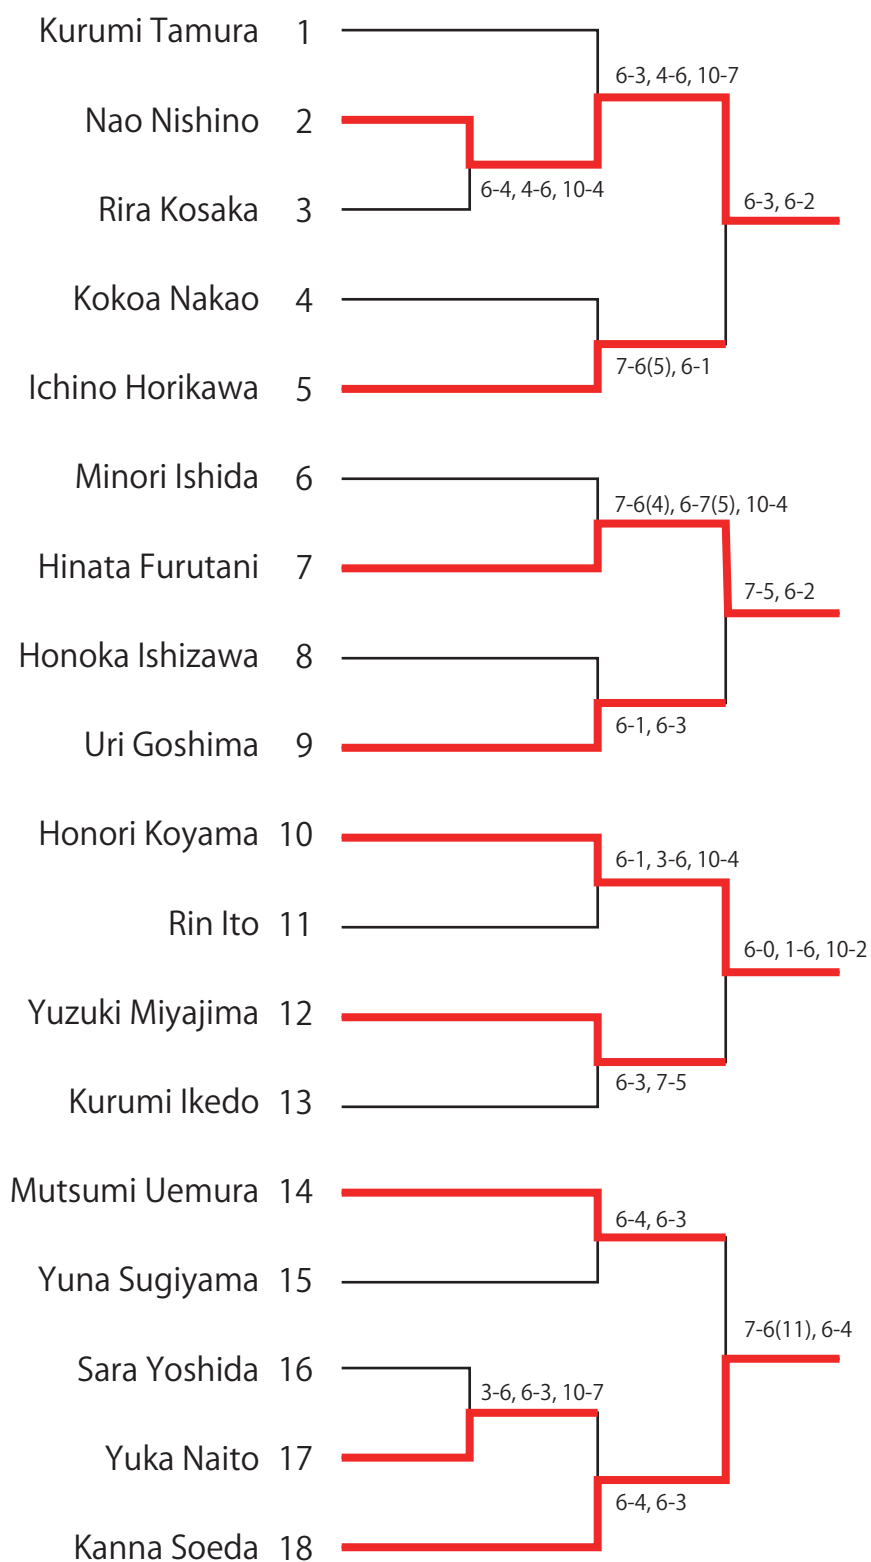 Kurumi Tamura 1
6-3, 4-6, 10-7
Nao Nishino 2
6-4, 4-6, 10-4
Rira Kosaka 3
6-3, 6-2
Kokoa Nakao 4
7-6(5), 6-1
Ichino Horikawa 5
Minori Ishida 6
7-6(4), 6-7(5), 10-4
Hinata Furutani 7
7-5, 6-2
Honoka Ishizawa 8
6-1, 6-3
Uri Goshima 9
Honori Koyama 10
6-1, 3-6, 10-4
Rin Ito 11
6-0, 1-6, 10-2
Yuzuki Miyajima 12
6-3, 7-5
Kurumi Ikedo 13
Mutsumi Uemura 14
6-4, 6-3
Yuna Sugiyama 15
7-6(11), 6-4
Sara Yoshida 16
3-6, 6-3, 10-7
Yuka Naito 17
6-4, 6-3
Kanna Soeda 18